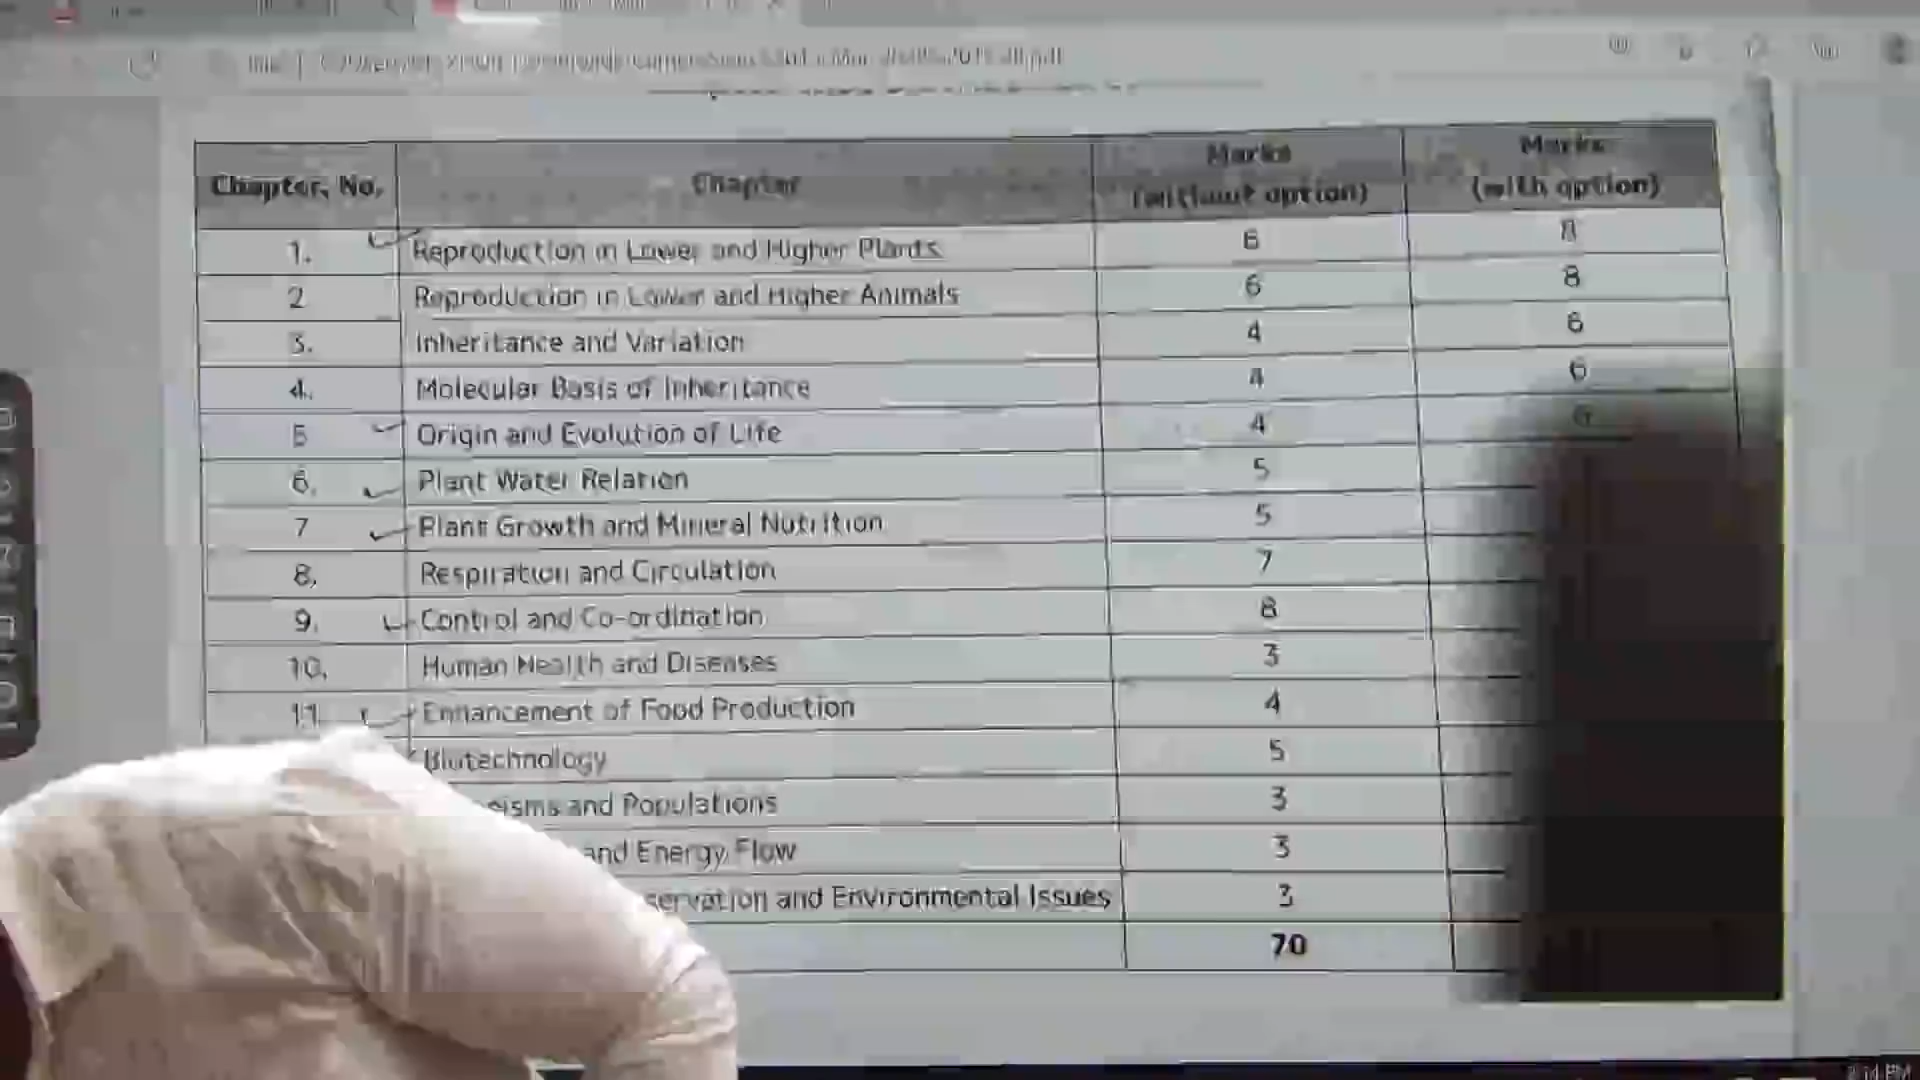 Chapter, No. Chapter Marks (without option) Marks (with option)
1. Reproduction in Lower and Higher Plants 6 8
2 Reproduction in Lower and Higher Animals 6 8
3. Inheritance and Variation 4 6
4. Molecular Basis of Inheritance 4 6
5 Origin and Evolution of Life 4 6
6. Plant Water Relation 5
7 Plant Growth and Mineral Nutrition 5
8. Respiration and Circulation 7
9. Control and Co-ordination 8
10. Human Health and Diseases 3
11 Enhancement of Food Production 4
Biotechnology 5
and Populations 3
and Energy Flow 3
and Environmental Issues 3
70